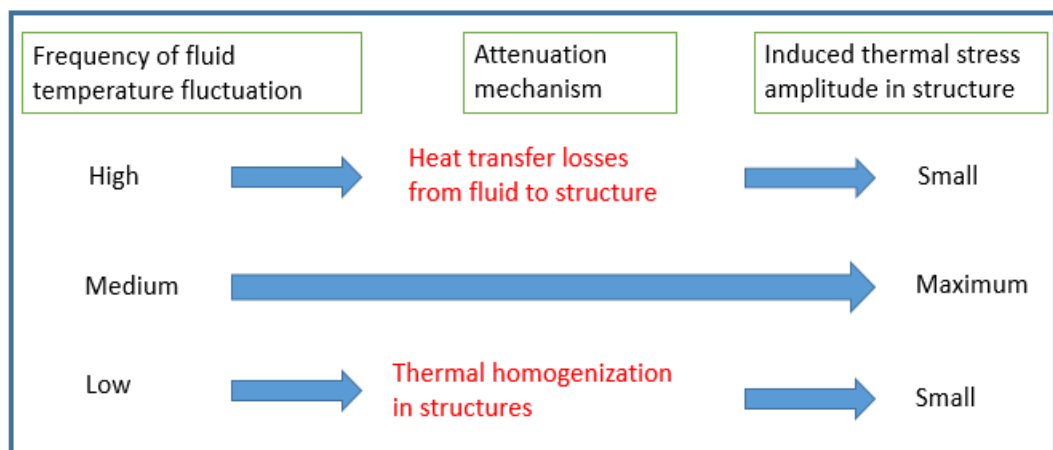 Frequency of fluid
temperature fluctuation
Attenuation
mechanism
Induced thermal stress
amplitude in structure
High
Heat transfer losses
from fluid to structure
Small
Medium
Maximum
Low
Thermal homogenization
in structures
Small